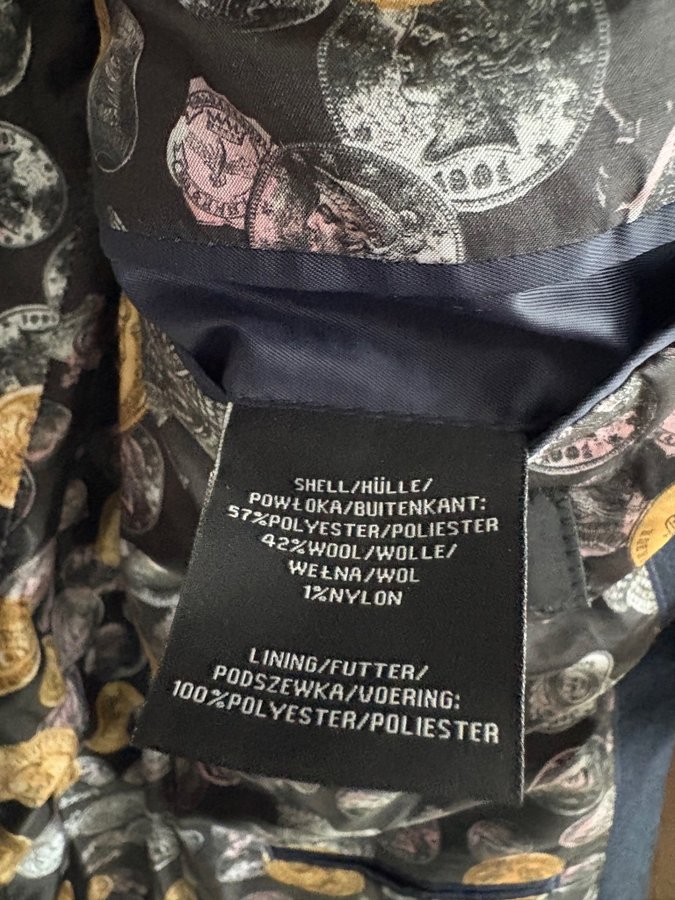 1801
SHELL/HÜLLE/
POWŁOKA/BUITENKANT:
57%POLYESTER/POLIESTER
42%WOOL/WOLLE/
WEŁNA/WOL
1%NYLON
LINING/FUTTER/
PODSZEWKA/VOERING:
100%POLYESTER/POLIESTER